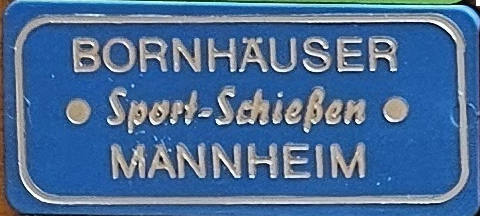 BORNHÄUSER
• Sport-Schießen •
MANNHEIM